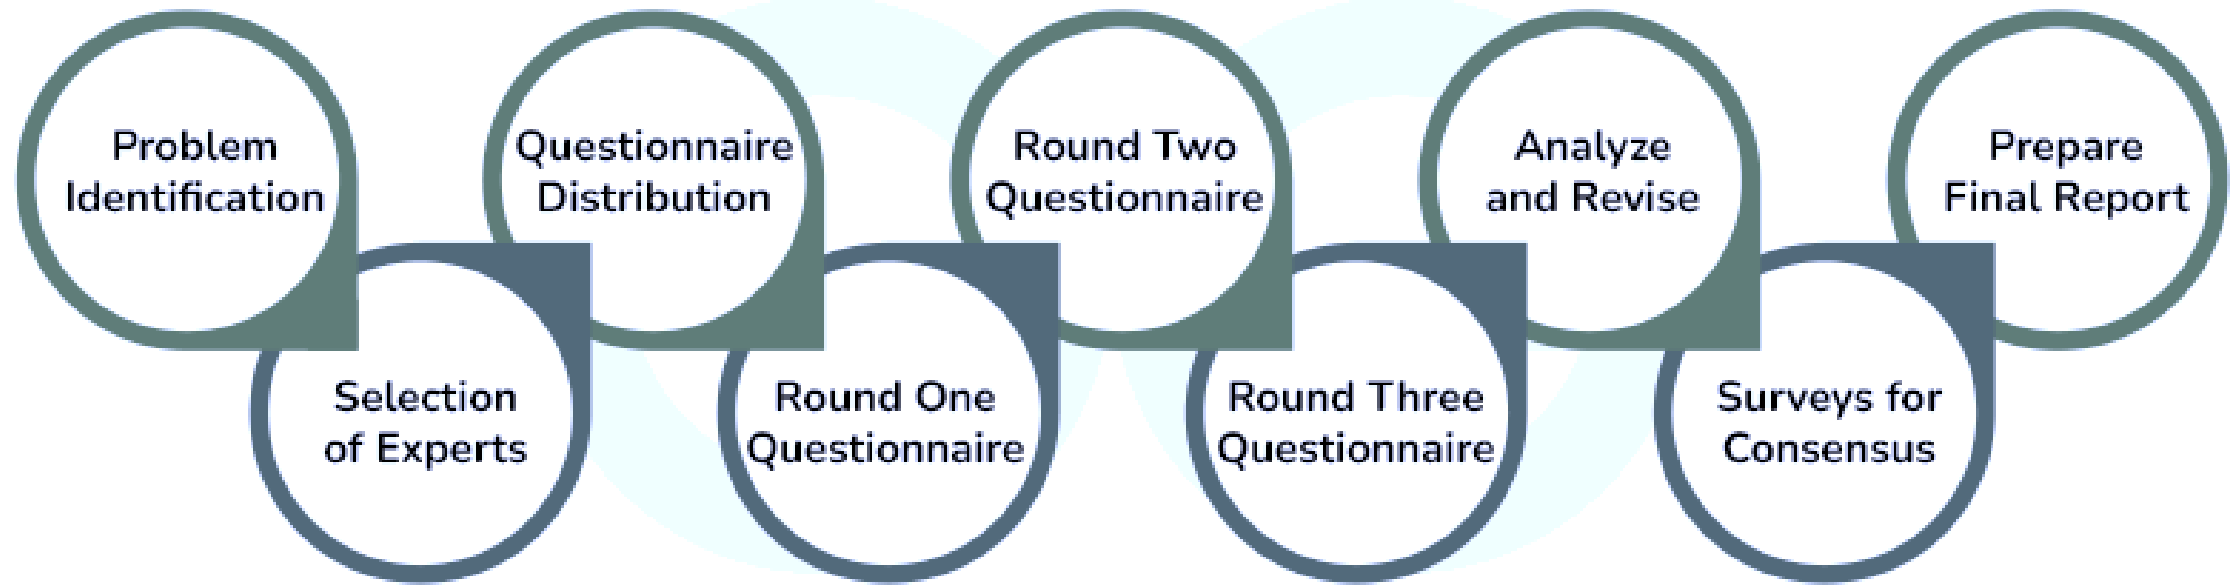 Problem
Identification
Selection
of Experts
Questionnaire
Distribution
Round One
Questionnaire
Round Two
Questionnaire
Round Three
Questionnaire
Analyze
and Revise
Surveys for
Consensus
Prepare
Final Report